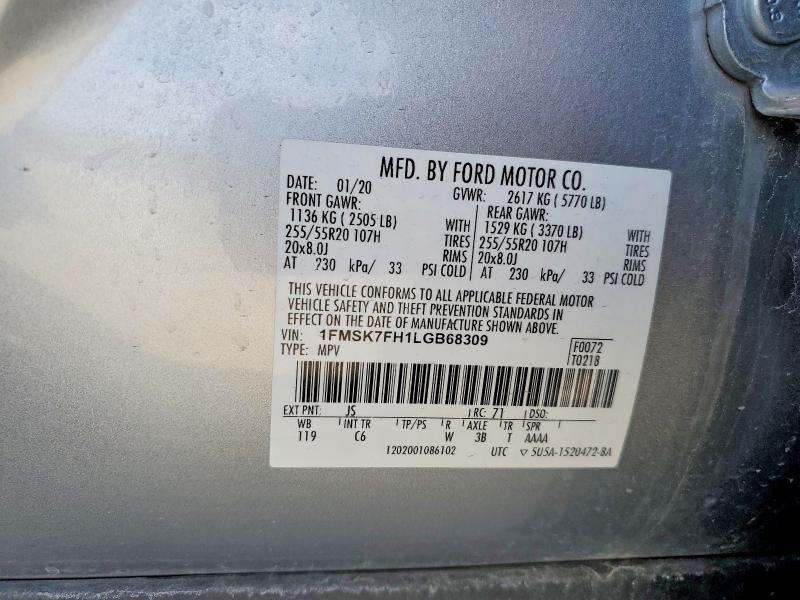 MFD. BY FORD MOTOR CO.
DATE: 01/20 GVWR: 2617 KG ( 5770 LB)
FRONT GAWR: REAR GAWR:
1136 KG ( 2505 LB) WITH 1529 KG ( 3370 LB) WITH
255/55R20 107H TIRES 255/55R20 107H TIRES
20x8.0J RIMS 20x8.0J RIMS
AT 230 kPa/ 33 PSI COLD AT 230 kPa/ 33 PSI COLD
THIS VEHICLE CONFORMS TO ALL APPLICABLE FEDERAL MOTOR
VEHICLE SAFETY AND THEFT PREVENTION STANDARDS IN
EFFECT ON THE DATE OF MANUFACTURE SHOWN ABOVE.
VIN: 1FMSK7FH1LGB68309 F0072
TYPE: MPV T0218
EXT PNT: JS RC: 71 DSO:
WB INT TR TP/PS R AXLE TR SPR
119 C6 W 3B T AAAA
1202001086102 UTC ▽ SU5A-1520472-BA